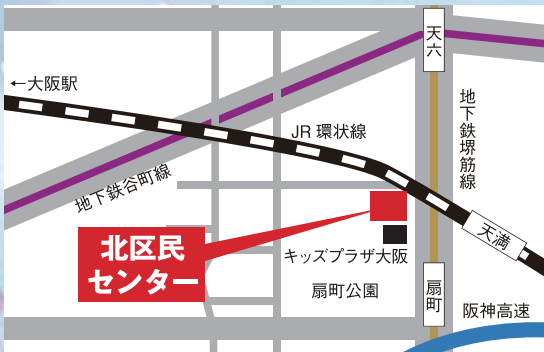 天六
←大阪駅
地下鉄堺筋線
JR 環状線
地下鉄谷町線
天満
北区民
センター
キッズプラザ大阪
扇町公園
扇町
阪神高速